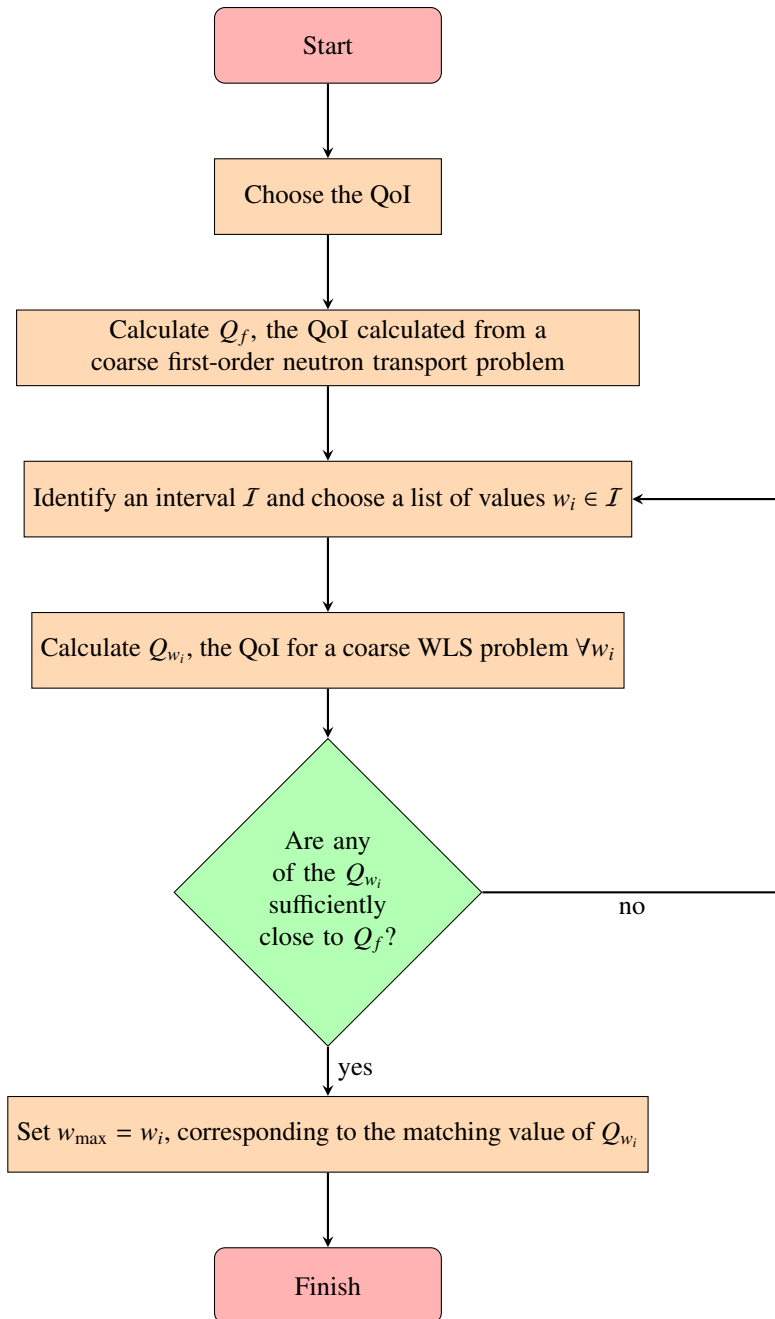 Start
Choose the QoI
Calculate $Q_f$, the QoI calculated from a
coarse first-order neutron transport problem
Identify an interval $\mathcal{I}$ and choose a list of values $w_i \in \mathcal{I}$
Calculate $Q_{w_i}$, the QoI for a coarse WLS problem $\forall w_i$
Are any
of the $Q_{w_i}$
sufficiently
close to $Q_f$?
no
yes
Set $w_{\max} = w_i$, corresponding to the matching value of $Q_{w_i}$
Finish